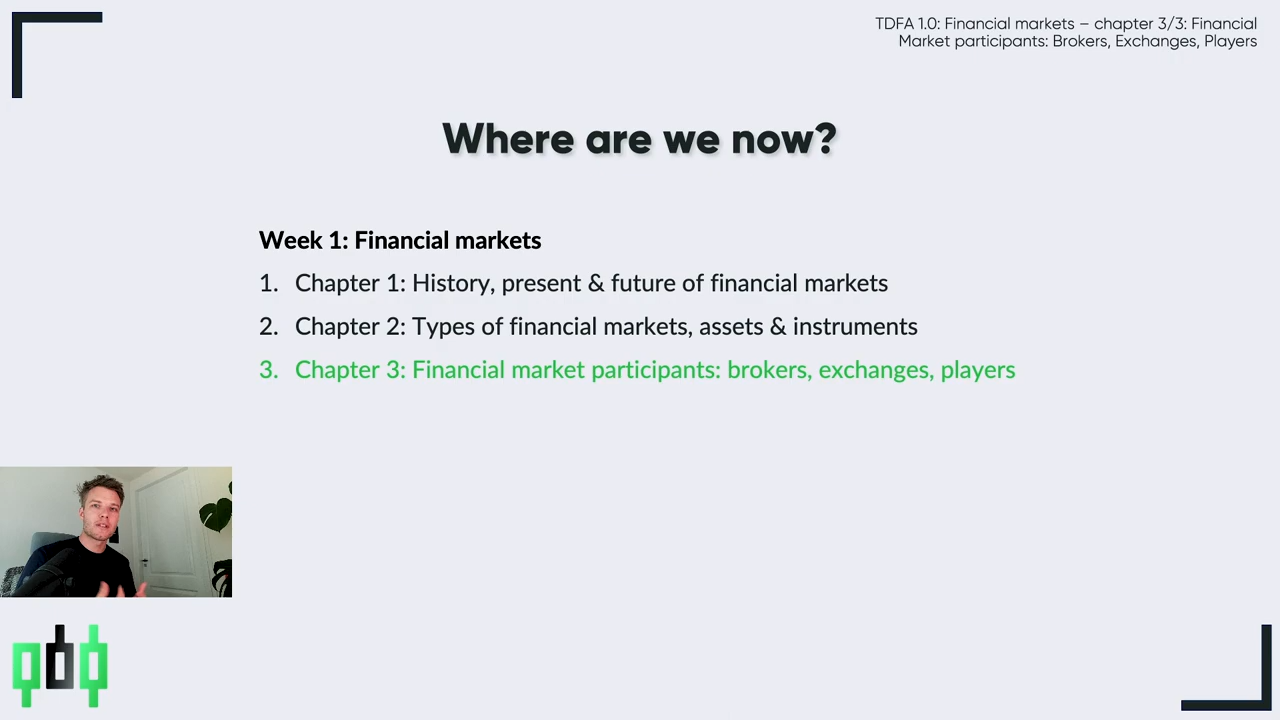 TDFA 1.0: Financial markets – chapter 3/3: Financial
Market participants: Brokers, Exchanges, Players
Where are we now?
Week 1: Financial markets
1. Chapter 1: History, present & future of financial markets
2. Chapter 2: Types of financial markets, assets & instruments
3. Chapter 3: Financial market participants: brokers, exchanges, players